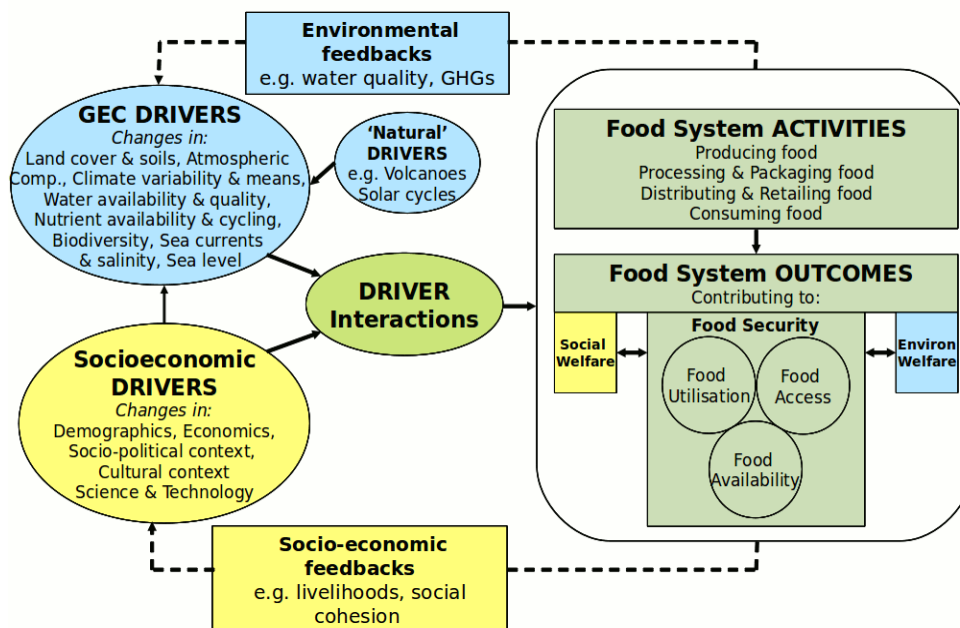 Environmental
feedbacks
e.g. water quality, GHGs
GEC DRIVERS
Changes in:
Land cover & soils, Atmospheric
Comp., Climate variability & means,
Water availability & quality,
Nutrient availability & cycling,
Biodiversity, Sea currents
& salinity, Sea level
‘Natural’
DRIVERS
e.g. Volcanoes
Solar cycles
DRIVER
Interactions
Socioeconomic
DRIVERS
Changes in:
Demographics, Economics,
Socio-political context,
Cultural context
Science & Technology
Socio-economic
feedbacks
e.g. livelihoods, social
cohesion
Food System ACTIVITIES
Producing food
Processing & Packaging food
Distributing & Retailing food
Consuming food
Food System OUTCOMES
Contributing to:
Social
Welfare
Food Security
Food
Utilisation
Food
Access
Food
Availability
Environ
Welfare